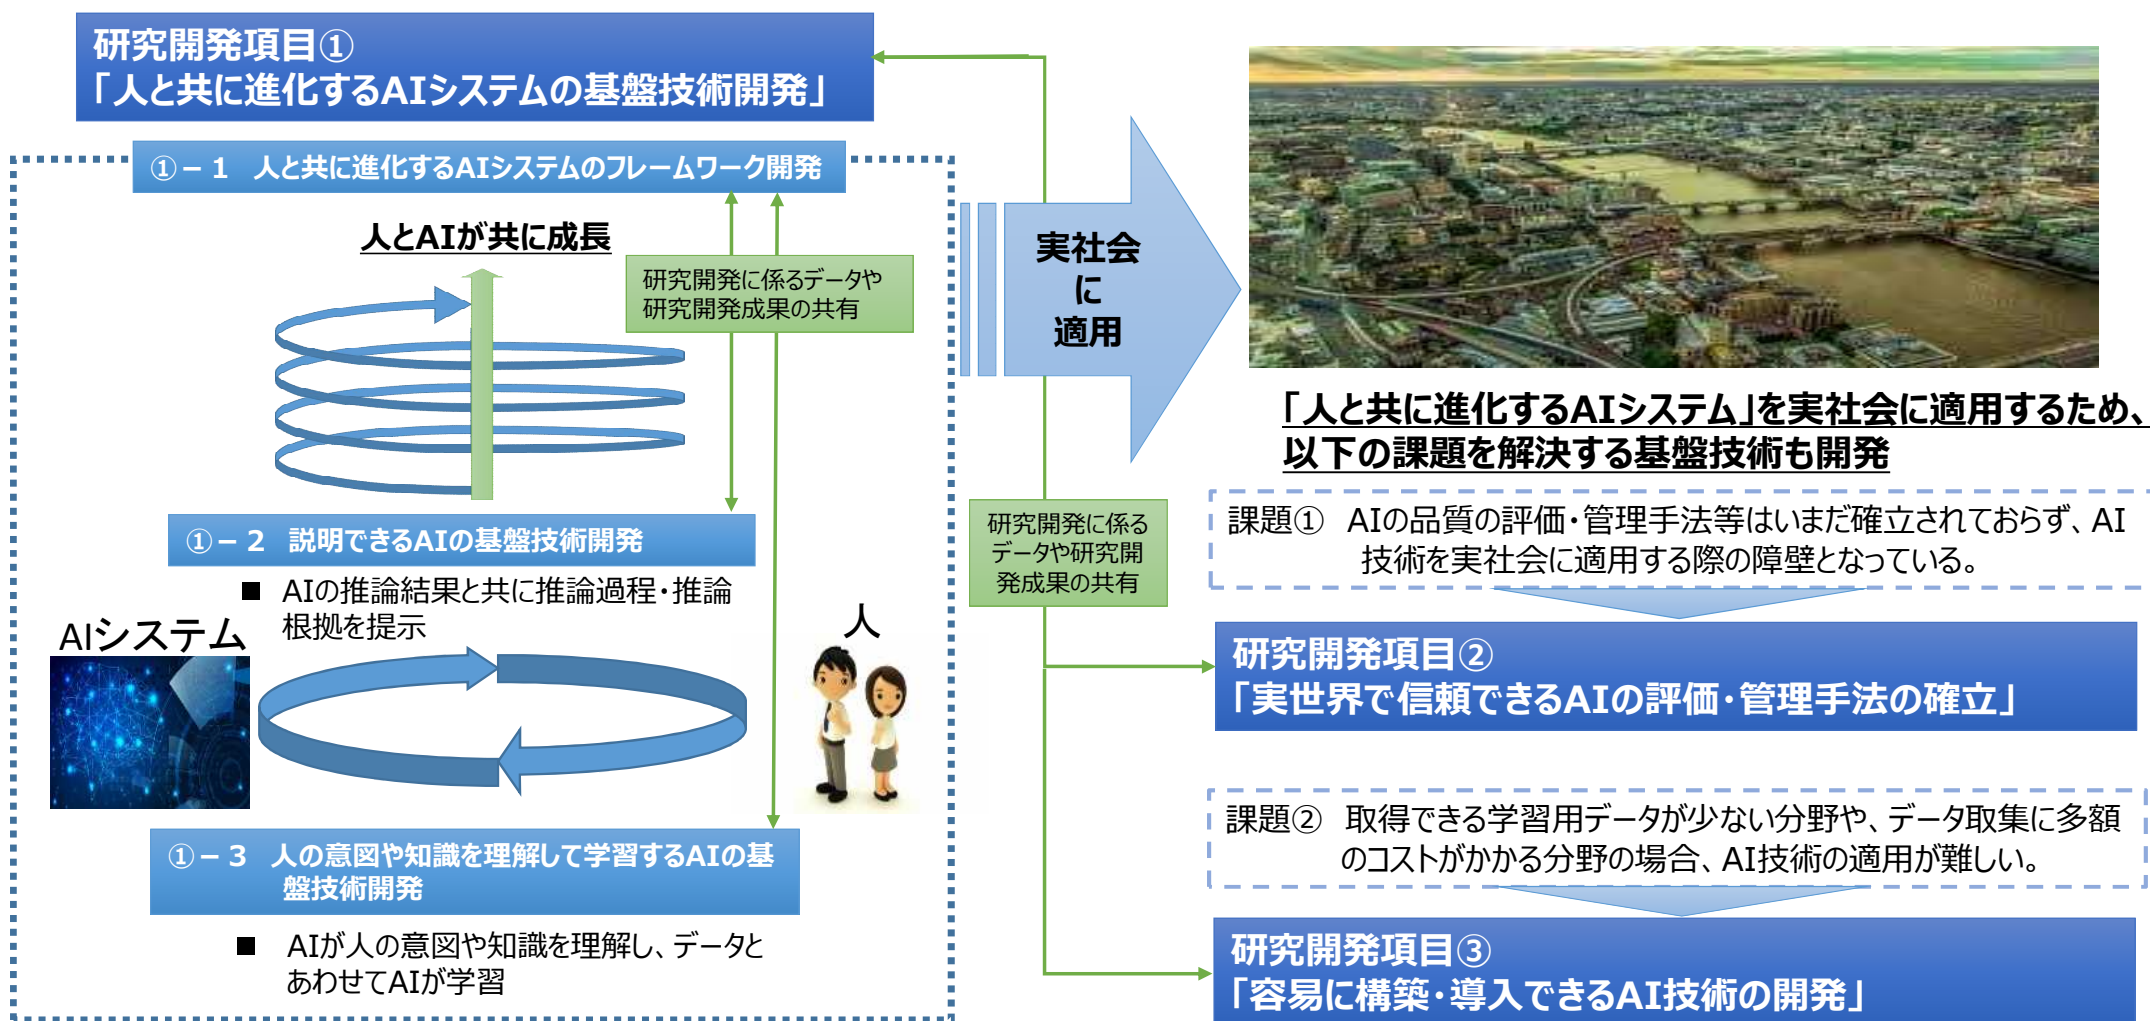 研究開発項目①
「人と共に進化するAIシステムの基盤技術開発」
①－１　人と共に進化するAIシステムのフレームワーク開発
人とAIが共に成長
研究開発に係るデータや
研究開発成果の共有
①－２　説明できるAIの基盤技術開発
■ AIの推論結果と共に推論過程・推論
根拠を提示
AIシステム
人
①－３　人の意図や知識を理解して学習するAIの基
盤技術開発
■ AIが人の意図や知識を理解し、データと
あわせてAIが学習
実社会
に
適用
研究開発に係る
データや研究開
発成果の共有
「人と共に進化するAIシステム」を実社会に適用するため、
以下の課題を解決する基盤技術も開発
課題①　AIの品質の評価・管理手法等はいまだ確立されておらず、AI
技術を実社会に適用する際の障壁となっている。
研究開発項目②
「実世界で信頼できるAIの評価・管理手法の確立」
課題②　取得できる学習用データが少ない分野や、データ取集に多額
のコストがかかる分野の場合、AI技術の適用が難しい。
研究開発項目③
「容易に構築・導入できるAI技術の開発」